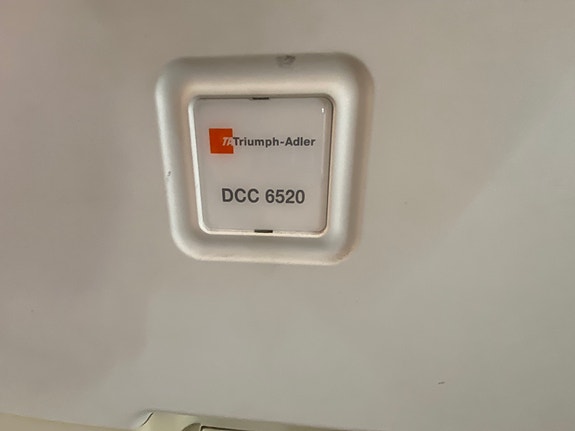 TA Triumph-Adler
DCC 6520